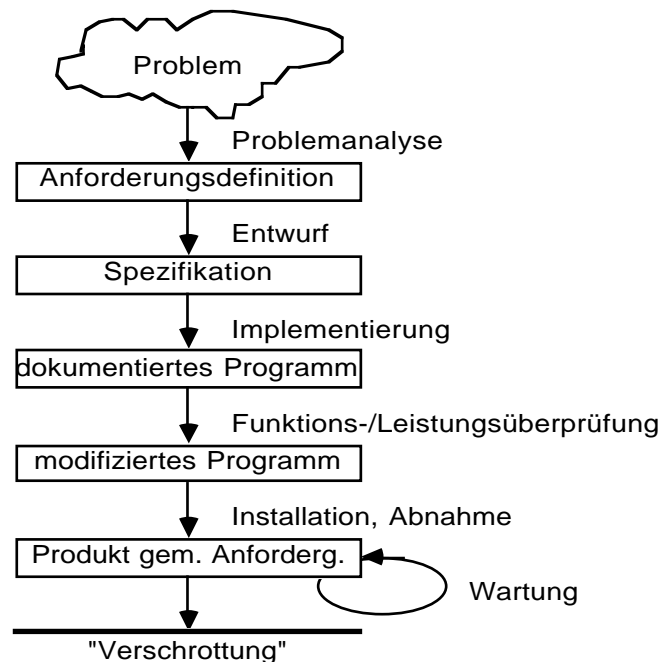 Problem
Problemanalyse
Anforderungsdefinition
Entwurf
Spezifikation
Implementierung
dokumentiertes Programm
Funktions-/Leistungsüberprüfung
modifiziertes Programm
Installation, Abnahme
Produkt gem. Anforderg.
Wartung
"Verschrottung"